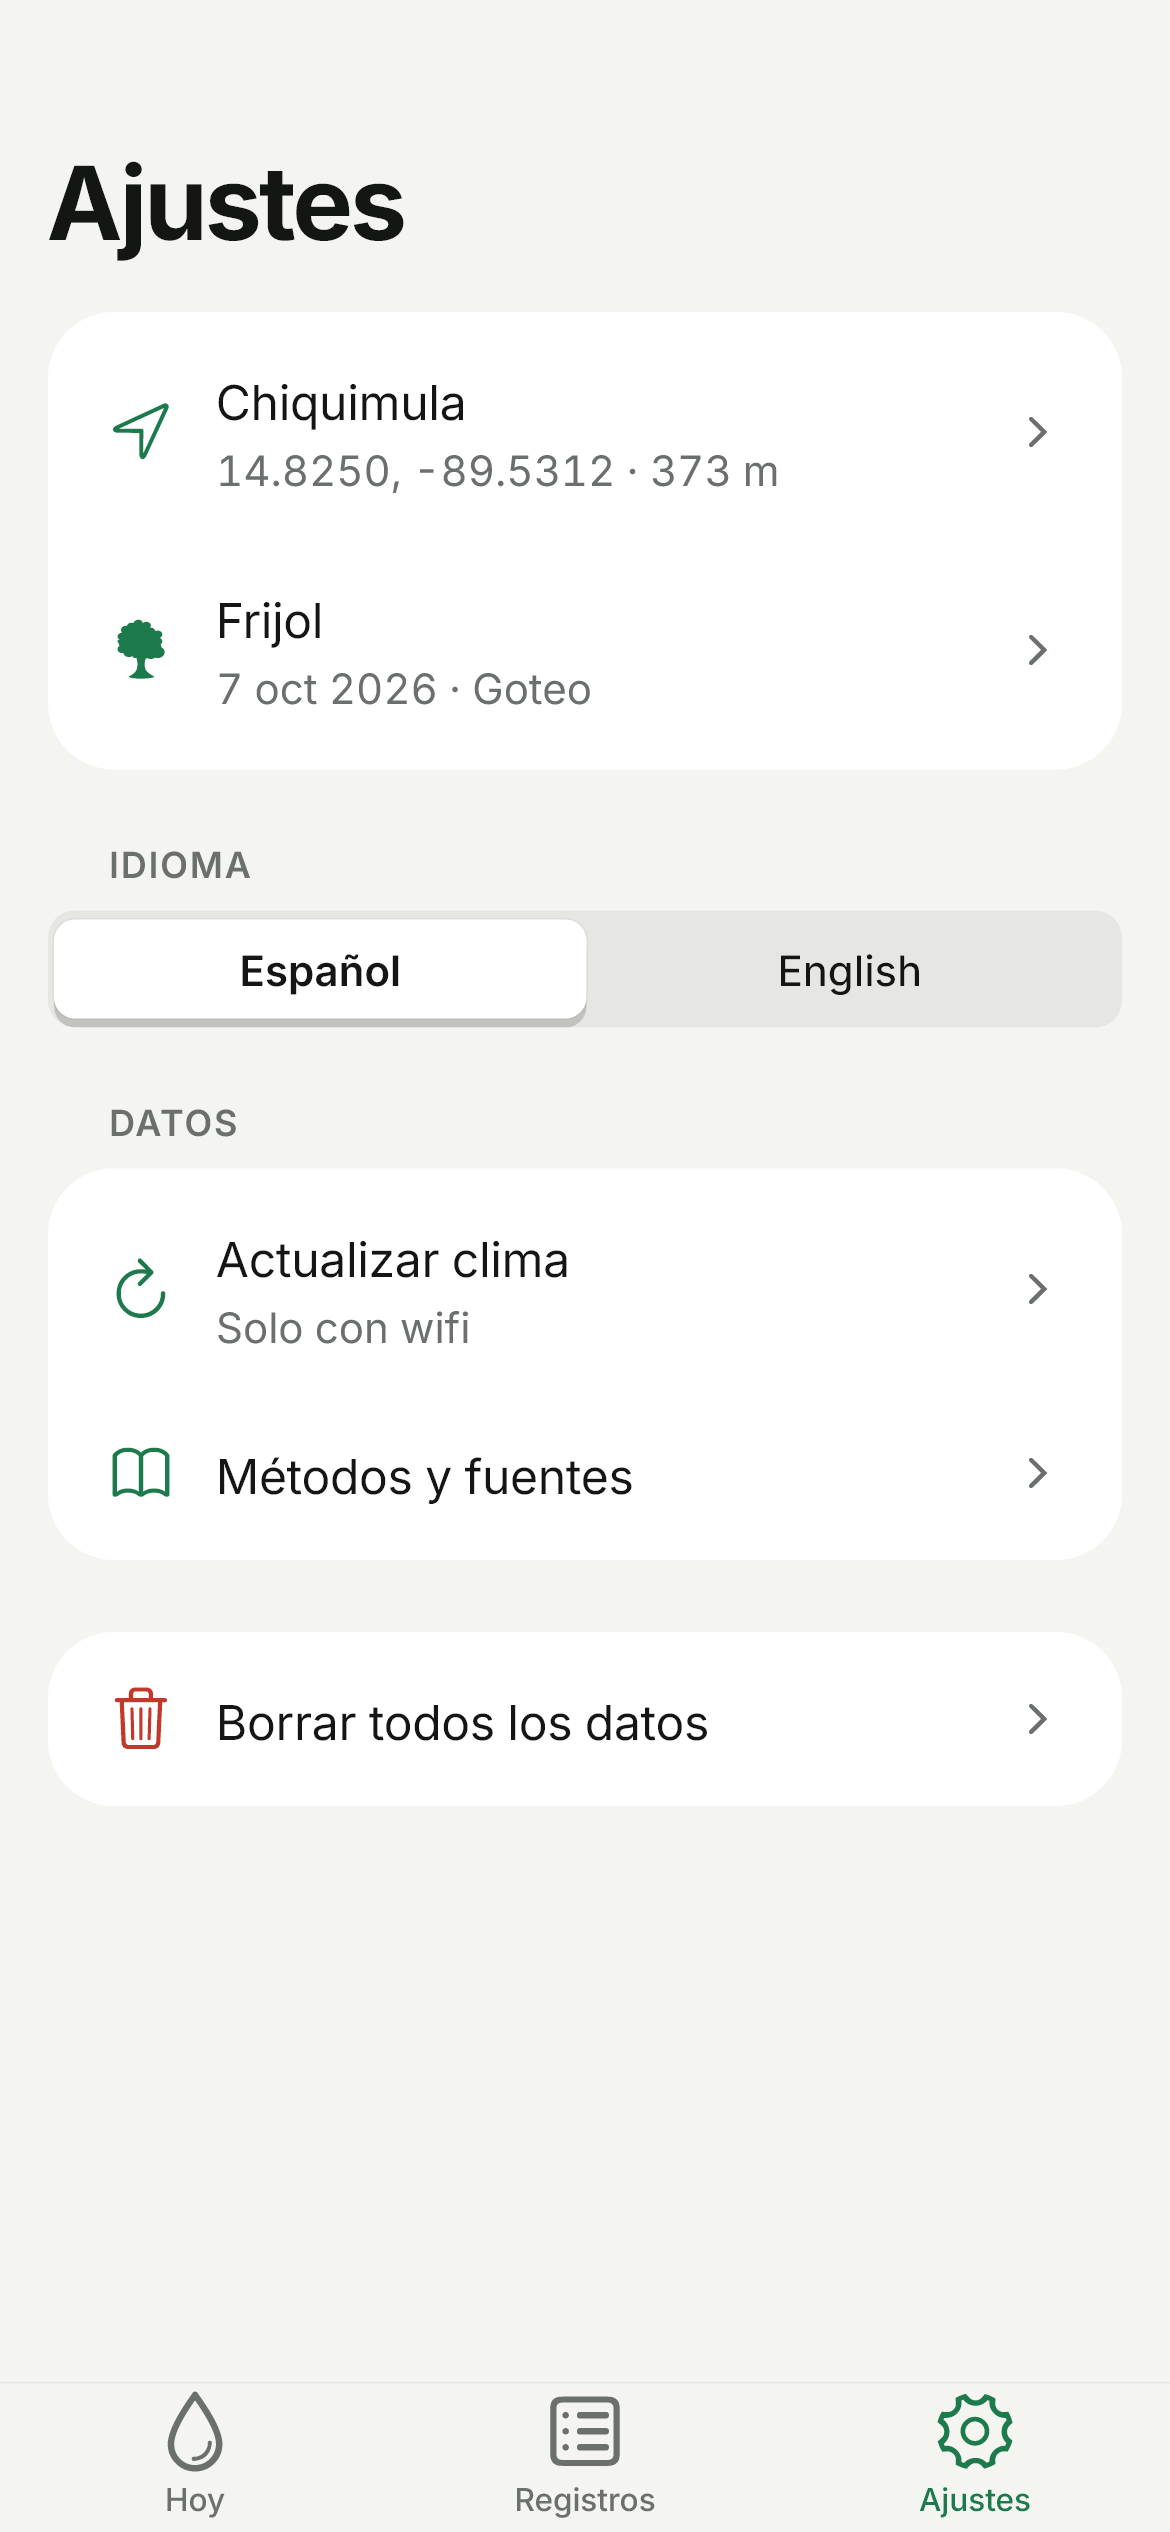 Ajustes
Chiquimula
14.8250, -89.5312 · 373 m
Frijol
7 oct 2026 · Goteo
IDIOMA
Español
English
DATOS
Actualizar clima
Solo con wifi
Métodos y fuentes
Borrar todos los datos
Hoy
Registros
Ajustes